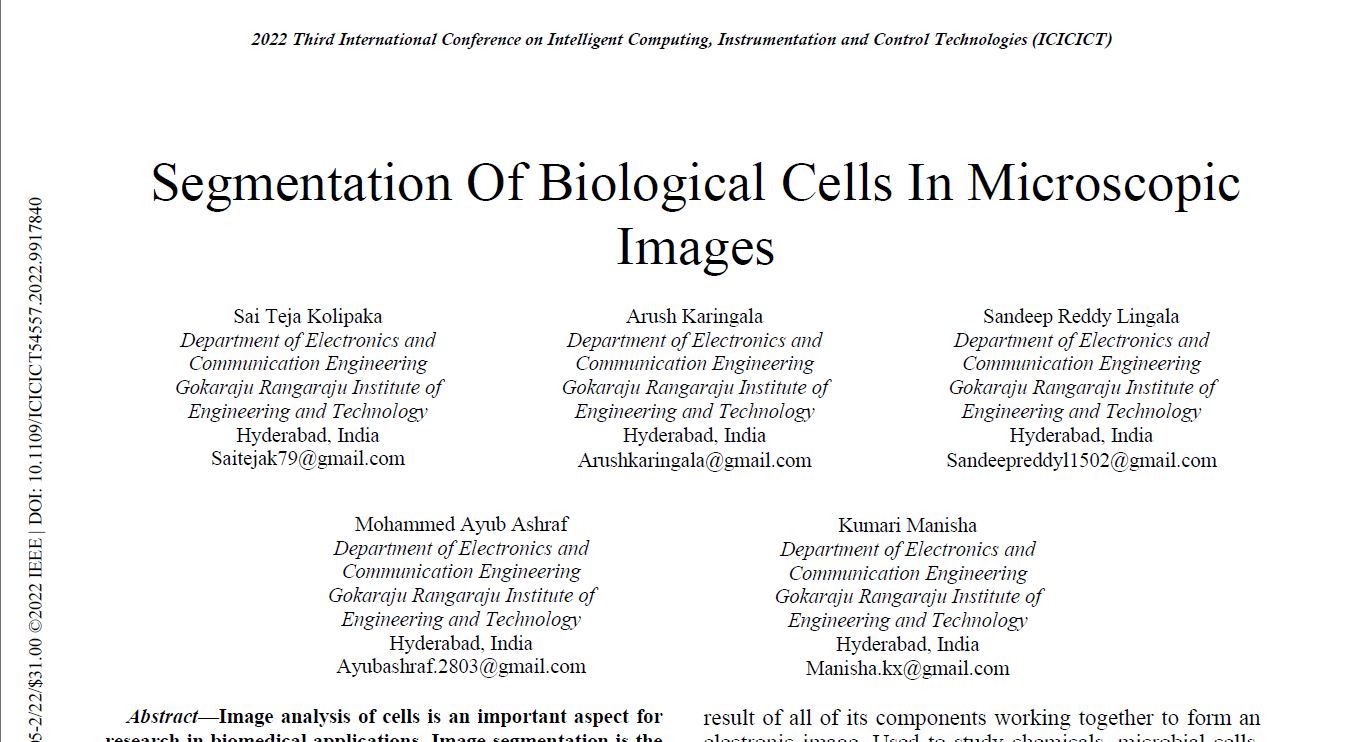 2022 Third International Conference on Intelligent Computing, Instrumentation and Control Technologies (ICICICT)
Segmentation Of Biological Cells In Microscopic
Images
Sai Teja Kolipaka
Department of Electronics and
Communication Engineering
Gokaraju Rangaraju Institute of
Engineering and Technology
Hyderabad, India
Saitejak79@gmail.com
Arush Karingala
Department of Electronics and
Communication Engineering
Gokaraju Rangaraju Institute of
Engineering and Technology
Hyderabad, India
Arushkaringala@gmail.com
Sandeep Reddy Lingala
Department of Electronics and
Communication Engineering
Gokaraju Rangaraju Institute of
Engineering and Technology
Hyderabad, India
Sandeepreddyl1502@gmail.com
Mohammed Ayub Ashraf
Department of Electronics and
Communication Engineering
Gokaraju Rangaraju Institute of
Engineering and Technology
Hyderabad, India
Ayubashraf.2803@gmail.com
Kumari Manisha
Department of Electronics and
Communication Engineering
Gokaraju Rangaraju Institute of
Engineering and Technology
Hyderabad, India
Manisha.kx@gmail.com
Abstract—Image analysis of cells is an important aspect for
research in biomedical applications. Image segmentation is the
result of all of its components working together to form an
electronic image. Used to study chemicals, microbial cells,
5-2/22/$31.00 ©2022 IEEE | DOI: 10.1109/ICICICT54557.2022.9917840